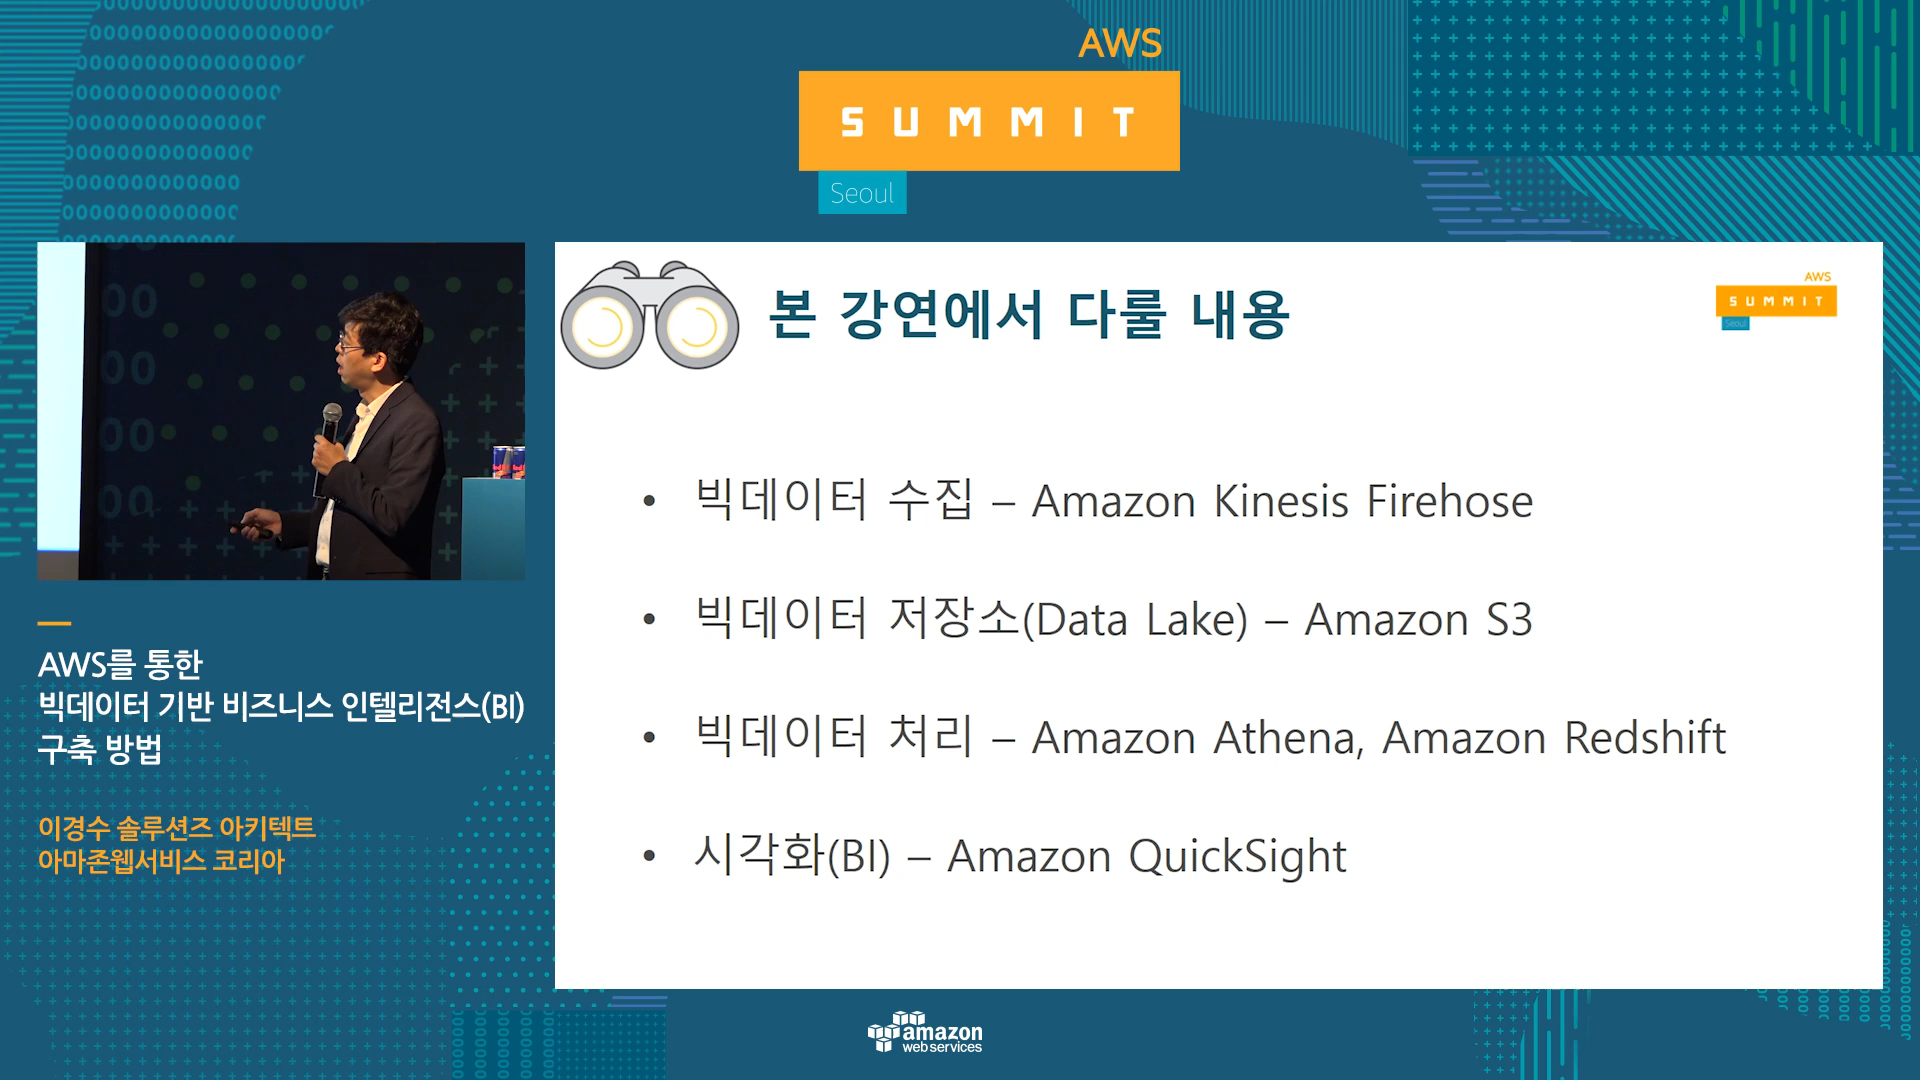 AWS
SUMMIT
Seoul
본 강연에서 다룰 내용
AWS
SUMMIT
Seoul
• 빅데이터 수집 – Amazon Kinesis Firehose
• 빅데이터 저장소(Data Lake) – Amazon S3
• 빅데이터 처리 – Amazon Athena, Amazon Redshift
• 시각화(BI) – Amazon QuickSight
AWS를 통한
빅데이터 기반 비즈니스 인텔리전스(BI)
구축 방법
이경수 솔루션즈 아키텍트
아마존웹서비스 코리아
amazon
web services